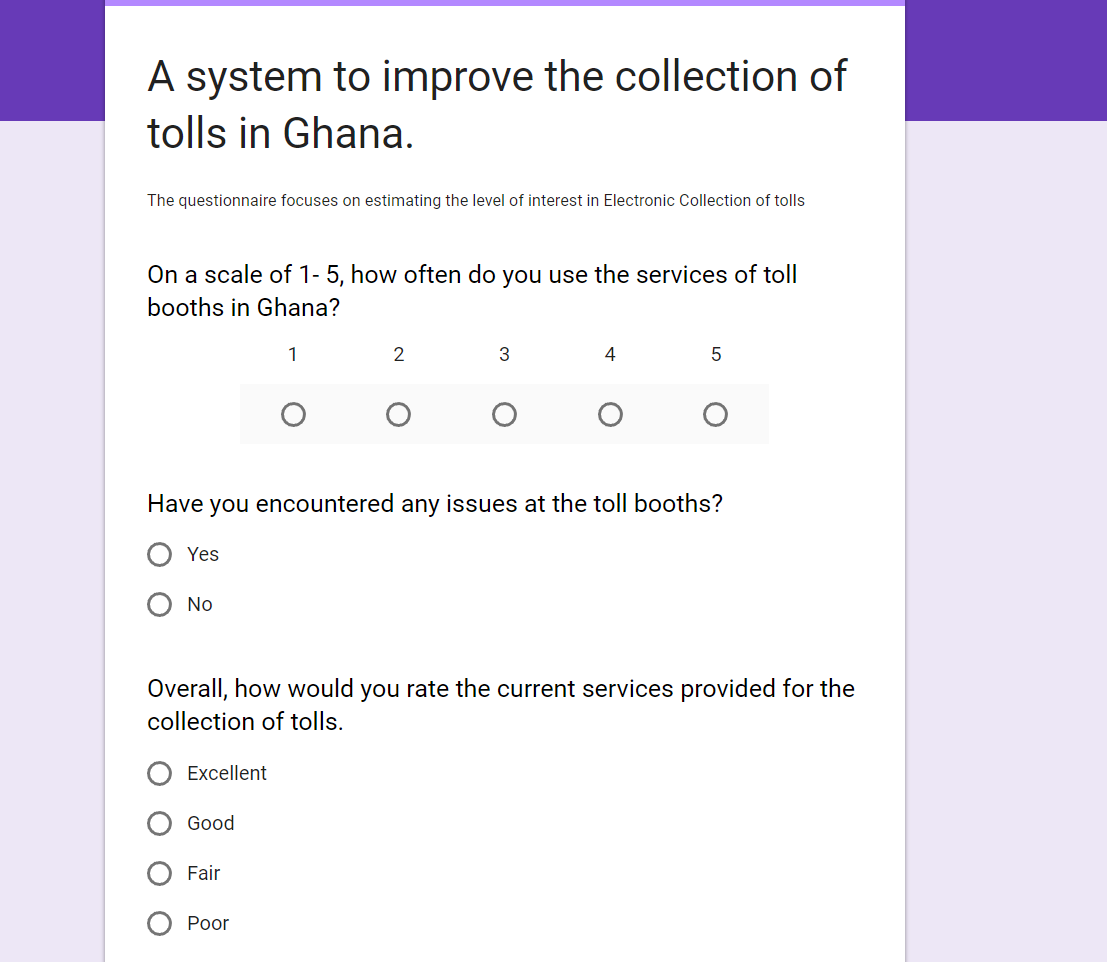 A system to improve the collection of
tolls in Ghana.
The questionnaire focuses on estimating the level of interest in Electronic Collection of tolls
On a scale of 1- 5, how often do you use the services of toll
booths in Ghana?
1 2 3 4 5
Have you encountered any issues at the toll booths?
Yes
No
Overall, how would you rate the current services provided for the
collection of tolls.
Excellent
Good
Fair
Poor